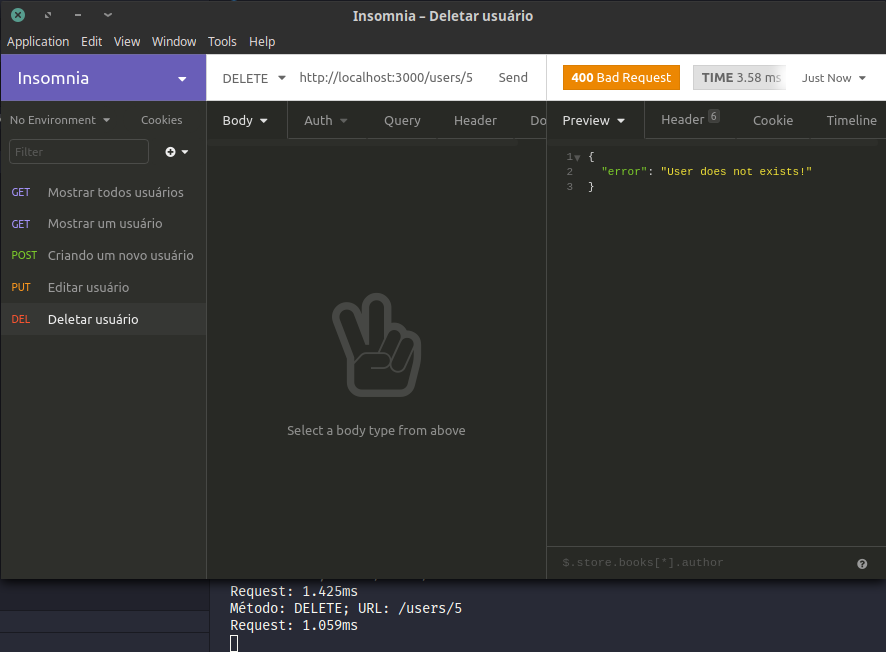 Insomnia – Deletar usuário
Application Edit View Window Tools Help
Insomnia
DELETE http://localhost:3000/users/5 Send
400 Bad Request TIME 3.58 ms Just Now
No Environment Cookies
Body Auth Query Header Do
Preview Header 6 Cookie Timeline
Filter
GET Mostrar todos usuários
GET Mostrar um usuário
POST Criando um novo usuário
PUT Editar usuário
DEL Deletar usuário
1 {
2 "error": "User does not exists!"
3 }
Select a body type from above
$.store.books[*].author
Request: 1.425ms
Método: DELETE; URL: /users/5
Request: 1.059ms